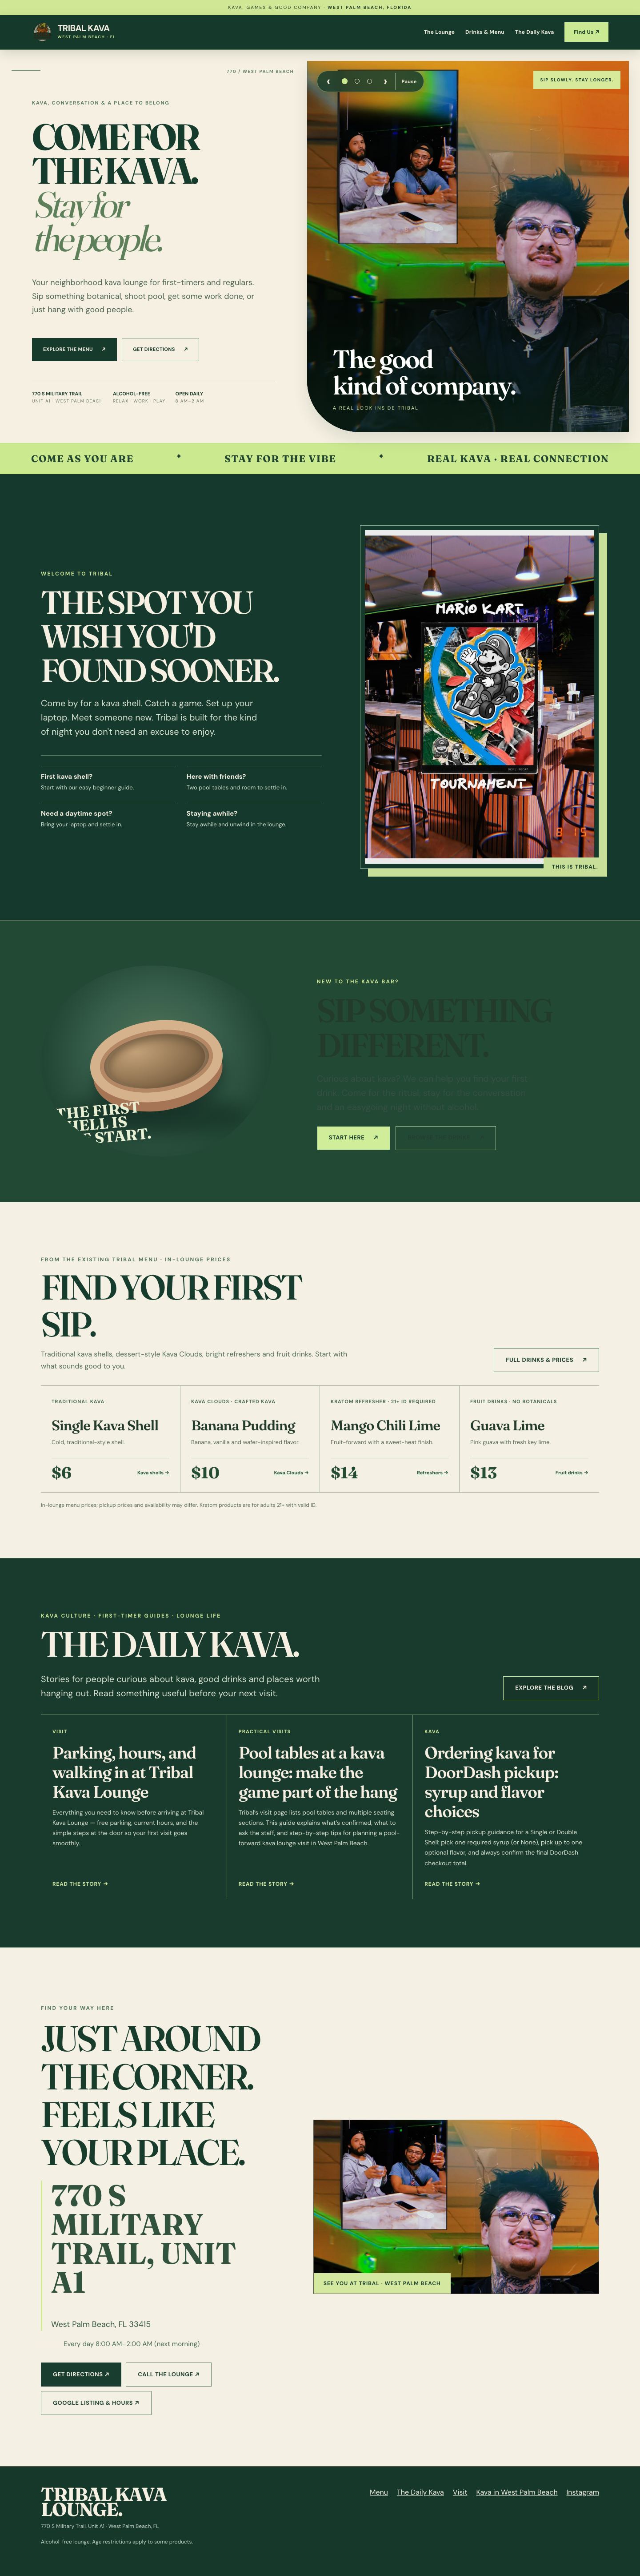 KAVA, GAMES & GOOD COMPANY · WEST PALM BEACH, FLORIDA
TRIBAL KAVA
WEST PALM BEACH · FL
The Lounge
Drinks & Menu
The Daily Kava
Find Us ↗
770 / WEST PALM BEACH
KAVA, CONVERSATION & A PLACE TO BELONG
COME FOR
THE KAVA.
Stay for
the people.
Your neighborhood kava lounge for first-timers and regulars.
Sip something botanical, shoot pool, get some work done, or
just hang with good people.
EXPLORE THE MENU ↗
GET DIRECTIONS ↗
770 S MILITARY TRAIL
UNIT A1 · WEST PALM BEACH
ALCOHOL-FREE
RELAX · WORK · PLAY
OPEN DAILY
8 AM–2 AM
Pause
SIP SLOWLY. STAY LONGER.
The good
kind of company.
A REAL LOOK INSIDE TRIBAL
COME AS YOU ARE ✦ STAY FOR THE VIBE ✦ REAL KAVA · REAL CONNECTION
WELCOME TO TRIBAL
THE SPOT YOU
WISH YOU'D
FOUND SOONER.
Come by for a kava shell. Catch a game. Set up your
laptop. Meet someone new. Tribal is built for the kind
of night you don't need an excuse to enjoy.
First kava shell?
Start with our easy beginner guide.
Here with friends?
Two pool tables and room to settle in.
Need a daytime spot?
Bring your laptop and settle in.
Staying awhile?
Stay awhile and unwind in the lounge.
MARIO KART
TOURNAMENT
8 15
THIS IS TRIBAL.
THE FIRST
SHELL IS
START.
NEW TO THE KAVA BAR?
SIP SOMETHING
DIFFERENT.
START HERE ↗
FROM THE EXISTING TRIBAL MENU · IN-LOUNGE PRICES
FIND YOUR FIRST
SIP.
Traditional kava shells, dessert-style Kava Clouds, bright refreshers and fruit drinks. Start with
what sounds good to you.
FULL DRINKS & PRICES ↗
TRADITIONAL KAVA
Single Kava Shell
Cold, traditional-style shell.
$6
Kava shells →
KAVA CLOUDS · CRAFTED KAVA
Banana Pudding
Banana, vanilla and wafer-inspired flavor.
$10
Kava Clouds →
KRATOM REFRESHER · 21+ ID REQUIRED
Mango Chili Lime
Fruit-forward with a sweet-heat finish.
$14
Refreshers →
FRUIT DRINKS · NO BOTANICALS
Guava Lime
Pink guava with fresh key lime.
$13
Fruit drinks →
In-lounge menu prices; pickup prices and availability may differ. Kratom products are for adults 21+ with valid ID.
KAVA CULTURE · FIRST-TIMER GUIDES · LOUNGE LIFE
THE DAILY KAVA.
Stories for people curious about kava, good drinks and places worth
hanging out. Read something useful before your next visit.
EXPLORE THE BLOG ↗
VISIT
Parking, hours, and
walking in at Tribal
Kava Lounge
Everything you need to know before arriving at Tribal
Kava Lounge — free parking, current hours, and the
simple steps at the door so your first visit goes
smoothly.
READ THE STORY →
PRACTICAL VISITS
Pool tables at a kava
lounge: make the
game part of the hang
Tribal's visit page lists pool tables and multiple seating
sections. This guide explains what's confirmed, what to
ask the staff, and step-by-step tips for planning a pool-
forward kava lounge visit in West Palm Beach.
READ THE STORY →
KAVA
Ordering kava for
DoorDash pickup:
syrup and flavor
choices
Step-by-step pickup guidance for a Single or Double
Shell: pick one required syrup (or None), pick up to one
optional flavor, and always confirm the final DoorDash
checkout total.
READ THE STORY →
FIND YOUR WAY HERE
JUST AROUND
THE CORNER.
FEELS LIKE
YOUR PLACE.
770 S
MILITARY
TRAIL, UNIT
A1
West Palm Beach, FL 33415
Every day 8:00 AM–2:00 AM (next morning)
GET DIRECTIONS ↗
CALL THE LOUNGE ↗
GOOGLE LISTING & HOURS ↗
SEE YOU AT TRIBAL · WEST PALM BEACH
TRIBAL KAVA
LOUNGE.
770 S Military Trail, Unit A1 · West Palm Beach, FL
Alcohol-free lounge. Age restrictions apply to some products.
Menu
The Daily Kava
Visit
Kava in West Palm Beach
Instagram